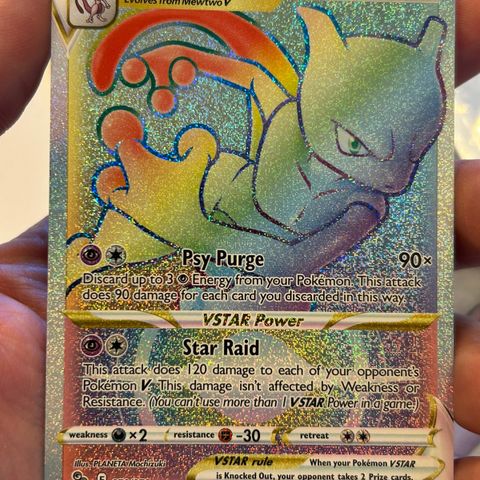 Evolves from Mewtwo V
Psy Purge 90×
Discard up to 3 Energy from your Pokémon. This attack
does 90 damage for each card you discarded in this way.
VSTAR Power
Star Raid
This attack does 120 damage to each of your opponent's
Pokémon V. This damage isn't affected by Weakness or
Resistance. (You can't use more than 1 VSTAR Power in a game.)
weakness ×2 resistance -30 retreat
Illus. PLANETA Mochizuki
VSTAR rule When your Pokémon VSTAR
is Knocked Out, your opponent takes 2 Prize cards.